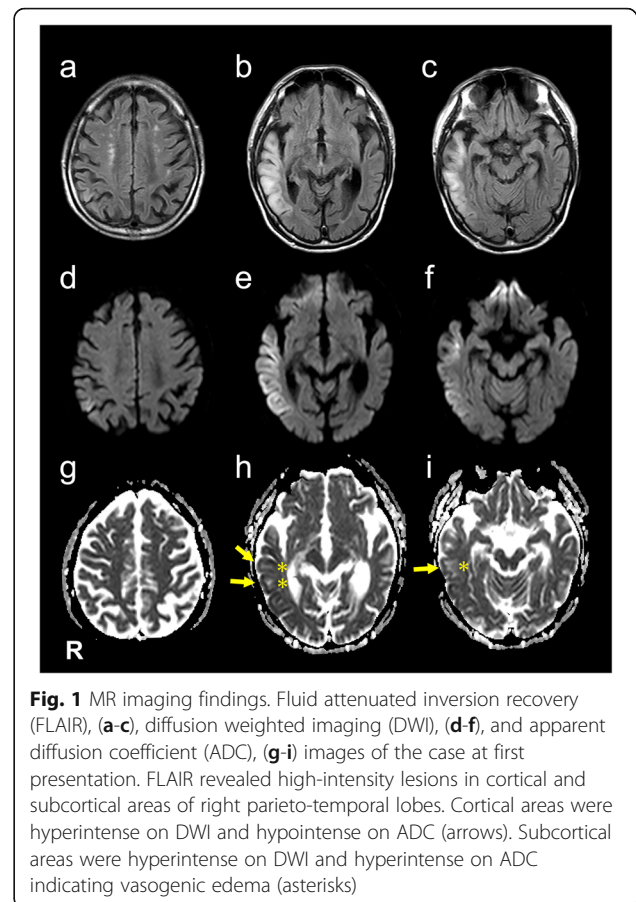 a
b
c
d
e
f
g
h
i
*
*
*
R
Fig. 1 MR imaging findings. Fluid attenuated inversion recovery
(FLAIR), (a-c), diffusion weighted imaging (DWI), (d-f), and apparent
diffusion coefficient (ADC), (g-i) images of the case at first
presentation. FLAIR revealed high-intensity lesions in cortical and
subcortical areas of right parieto-temporal lobes. Cortical areas were
hyperintense on DWI and hypointense on ADC (arrows). Subcortical
areas were hyperintense on DWI and hyperintense on ADC
indicating vasogenic edema (asterisks)